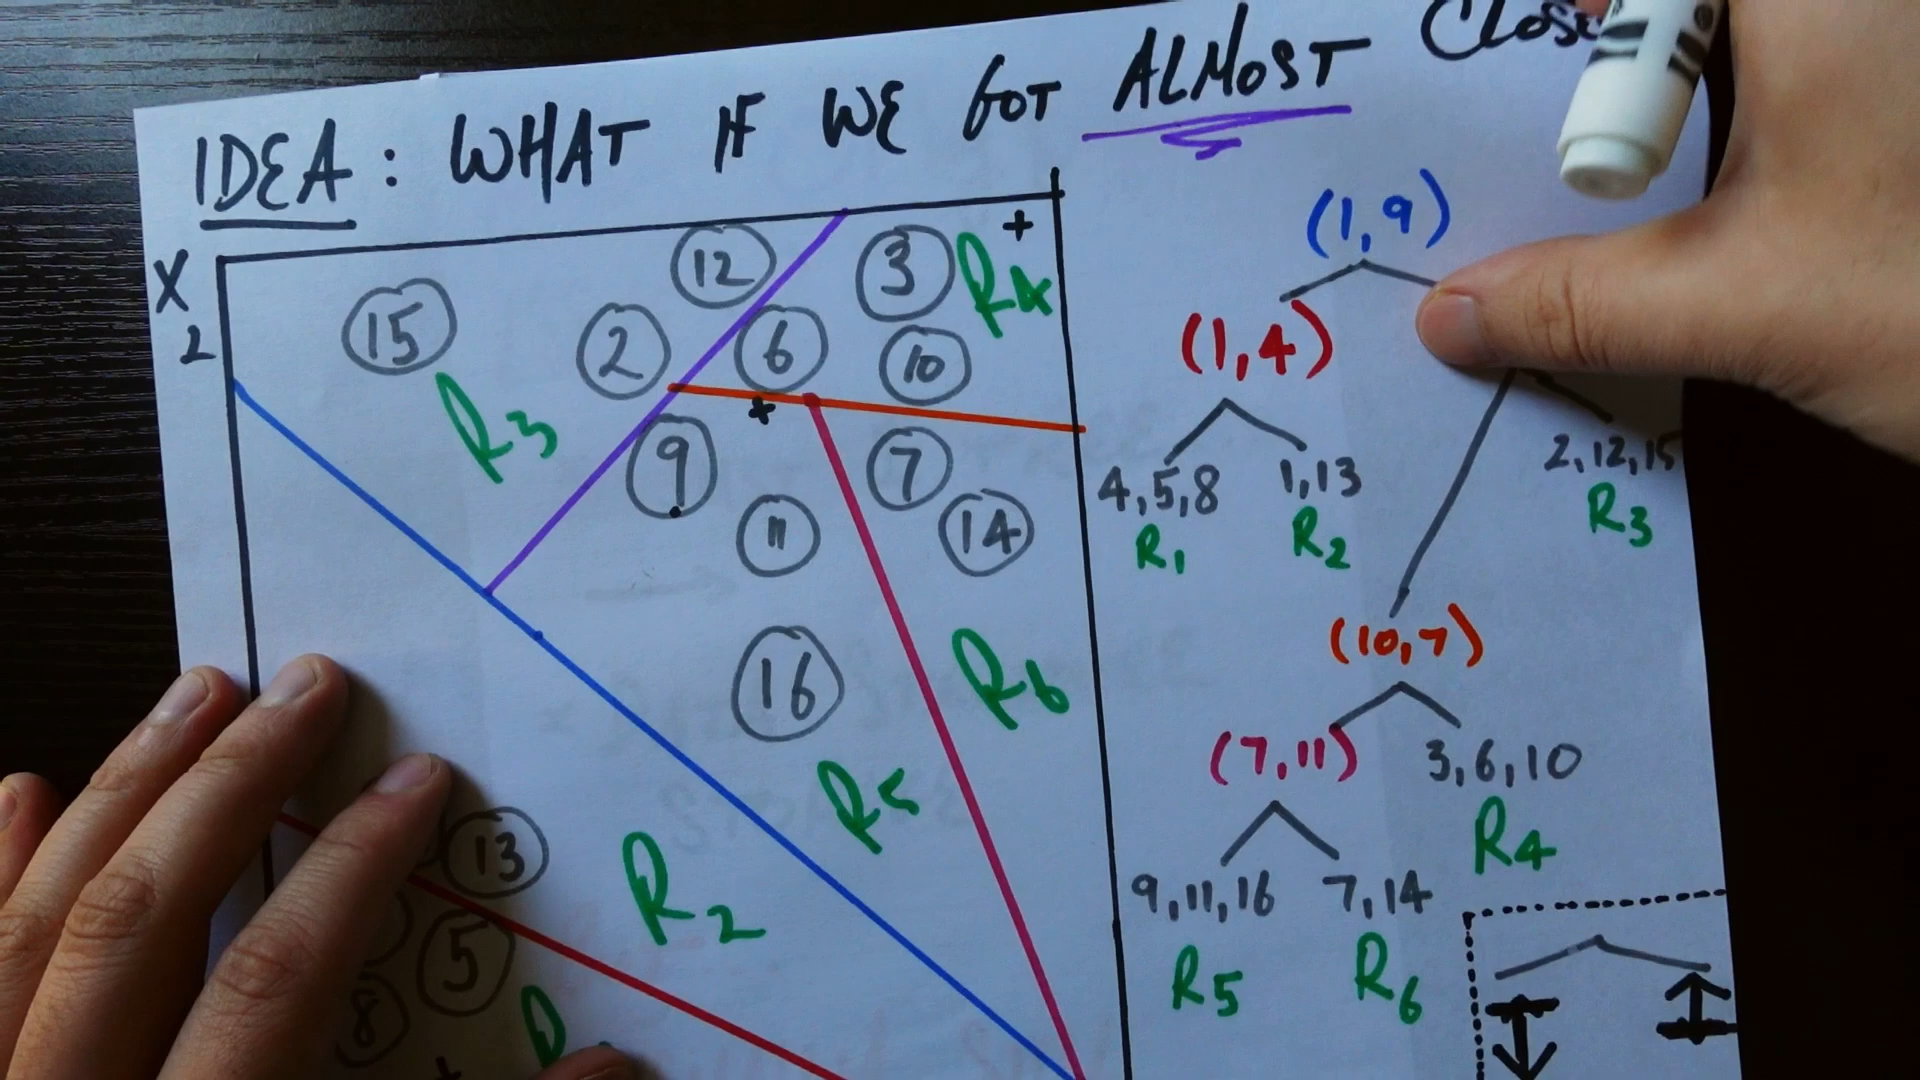 IDEA: WHAT IF WE GOT ALMOST
X2
15
12
3
R4
2
6
10
R3
9
7
11
14
16
R6
R5
13
R2
5
8
(1,9)
(1,4)
4,5,8
1,13
2,12,15
R1
R2
R3
(10,7)
(7,11)
3,6,10
R4
9,11,16
7,14
R5
R6